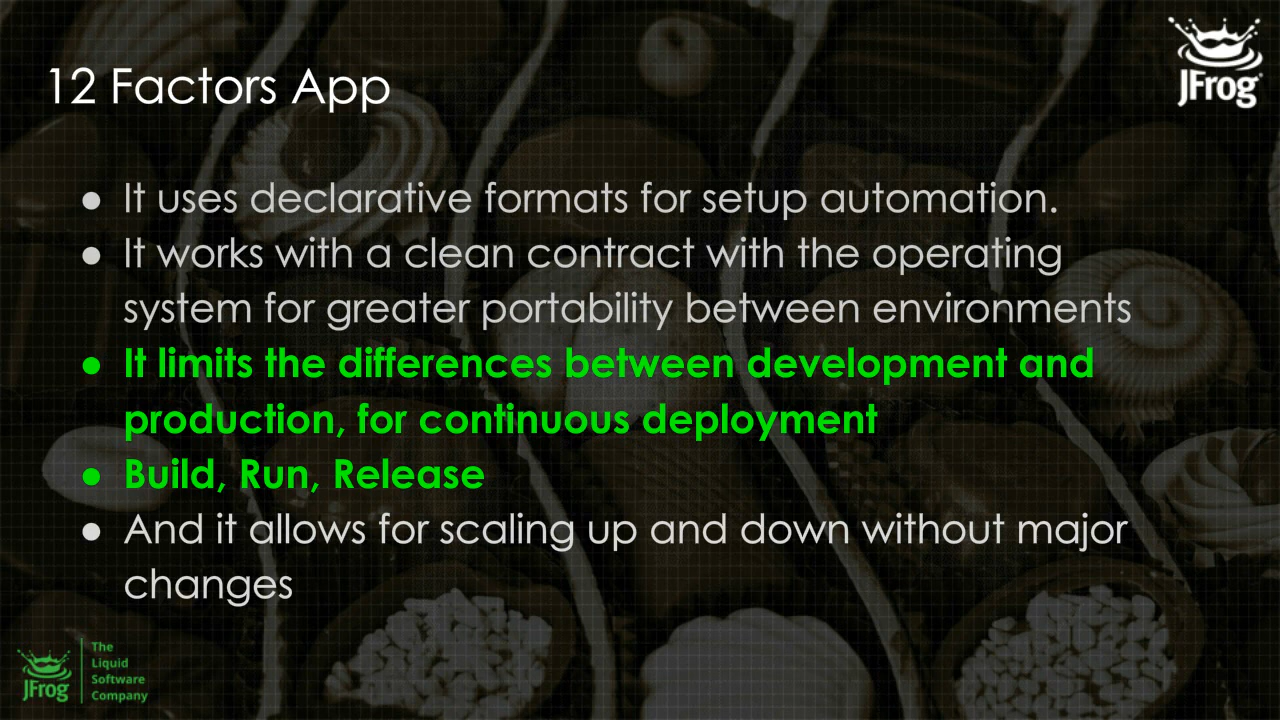 12 Factors App
JFrog
● It uses declarative formats for setup automation.
● It works with a clean contract with the operating
system for greater portability between environments
● It limits the differences between development and
production, for continuous deployment
● Build, Run, Release
● And it allows for scaling up and down without major
changes
JFrog
The
Liquid
Software
Company